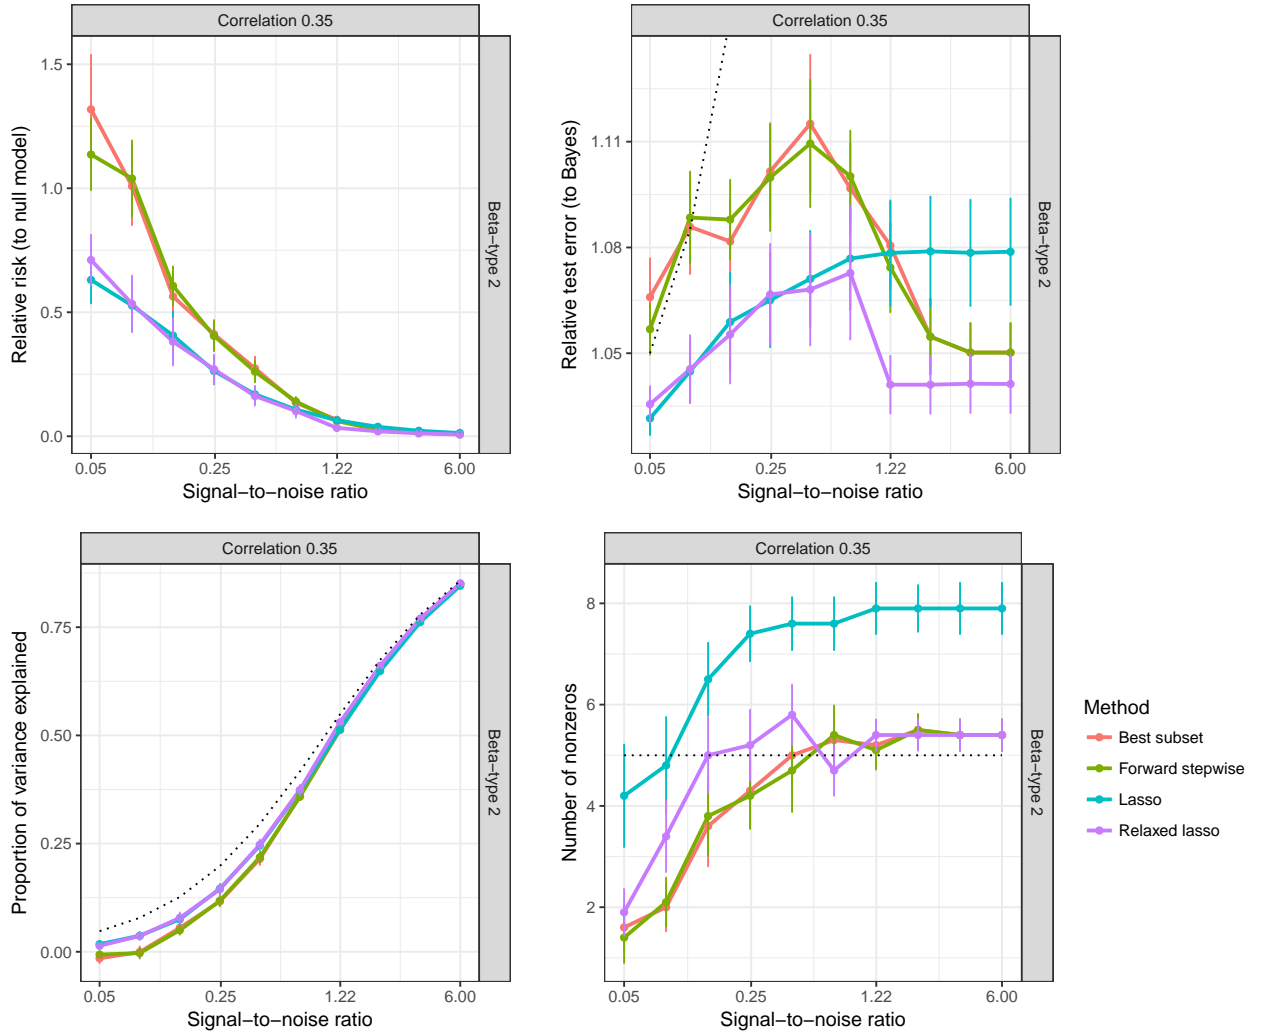 Correlation 0.35
Relative risk (to null model)
1.5
1.0
0.5
0.0
0.05
0.25
1.22
6.00
Signal−to−noise ratio
Beta−type 2
Correlation 0.35
Relative test error (to Bayes)
1.11
1.08
1.05
0.05
0.25
1.22
6.00
Signal−to−noise ratio
Beta−type 2
Correlation 0.35
Proportion of variance explained
0.75
0.50
0.25
0.00
0.05
0.25
1.22
6.00
Signal−to−noise ratio
Beta−type 2
Correlation 0.35
Number of nonzeros
8
6
4
2
0.05
0.25
1.22
6.00
Signal−to−noise ratio
Beta−type 2
Method
Best subset
Forward stepwise
Lasso
Relaxed lasso